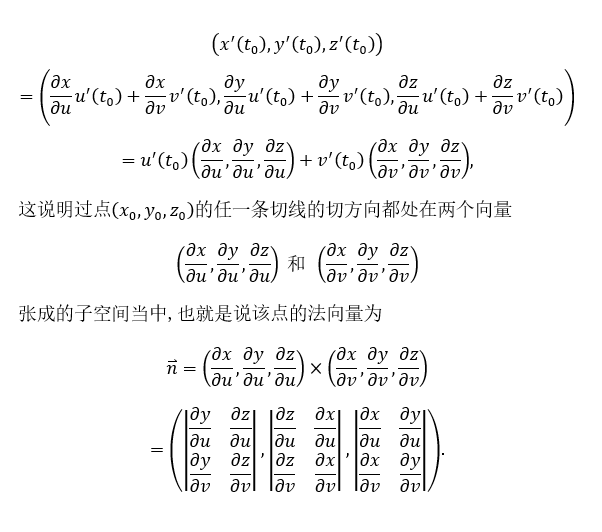 (x′(t₀), y′(t₀), z′(t₀))
= (∂x/∂u u′(t₀) + ∂x/∂v v′(t₀), ∂y/∂u u′(t₀) + ∂y/∂v v′(t₀), ∂z/∂u u′(t₀) + ∂z/∂v v′(t₀))
= u′(t₀)(∂x/∂u, ∂y/∂u, ∂z/∂u) + v′(t₀)(∂x/∂v, ∂y/∂v, ∂z/∂v),
这说明过点(x₀, y₀, z₀)的任一条切线的切方向都处在两个向量
(∂x/∂u, ∂y/∂u, ∂z/∂u) 和 (∂x/∂v, ∂y/∂v, ∂z/∂v)
张成的子空间当中, 也就是说该点的法向量为
n⃗ = (∂x/∂u, ∂y/∂u, ∂z/∂u) × (∂x/∂v, ∂y/∂v, ∂z/∂v)
= (|∂y/∂u ∂z/∂u; ∂y/∂v ∂z/∂v|, |∂z/∂u ∂x/∂u; ∂z/∂v ∂x/∂v|, |∂x/∂u ∂y/∂u; ∂x/∂v ∂y/∂v|).